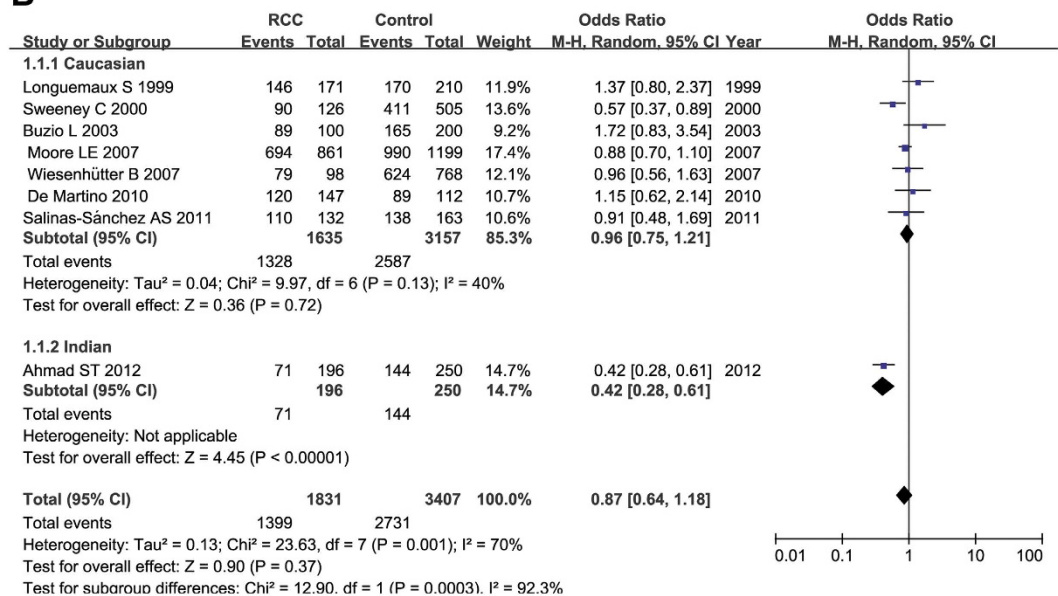 B
RCC Control Odds Ratio Odds Ratio
Study or Subgroup Events Total Events Total Weight M-H, Random, 95% CI Year M-H, Random, 95% CI
1.1.1 Caucasian
Longuemaux S 1999 146 171 170 210 11.9% 1.37 [0.80, 2.37] 1999
Sweeney C 2000 90 126 411 505 13.6% 0.57 [0.37, 0.89] 2000
Buzio L 2003 89 100 165 200 9.2% 1.72 [0.83, 3.54] 2003
Moore LE 2007 694 861 990 1199 17.4% 0.88 [0.70, 1.10] 2007
Wiesenhütter B 2007 79 98 624 768 12.1% 0.96 [0.56, 1.63] 2007
De Martino 2010 120 147 89 112 10.7% 1.15 [0.62, 2.14] 2010
Salinas-Sánchez AS 2011 110 132 138 163 10.6% 0.91 [0.48, 1.69] 2011
Subtotal (95% CI) 1635 3157 85.3% 0.96 [0.75, 1.21]
Total events 1328 2587
Heterogeneity: Tau² = 0.04; Chi² = 9.97, df = 6 (P = 0.13); I² = 40%
Test for overall effect: Z = 0.36 (P = 0.72)
1.1.2 Indian
Ahmad ST 2012 71 196 144 250 14.7% 0.42 [0.28, 0.61] 2012
Subtotal (95% CI) 196 250 14.7% 0.42 [0.28, 0.61]
Total events 71 144
Heterogeneity: Not applicable
Test for overall effect: Z = 4.45 (P < 0.00001)
Total (95% CI) 1831 3407 100.0% 0.87 [0.64, 1.18]
Total events 1399 2731
Heterogeneity: Tau² = 0.13; Chi² = 23.63, df = 7 (P = 0.001); I² = 70%
Test for overall effect: Z = 0.90 (P = 0.37)
Test for subgroup differences: Chi² = 12.90, df = 1 (P = 0.0003), I² = 92.3%
0.01 0.1 1 10 100